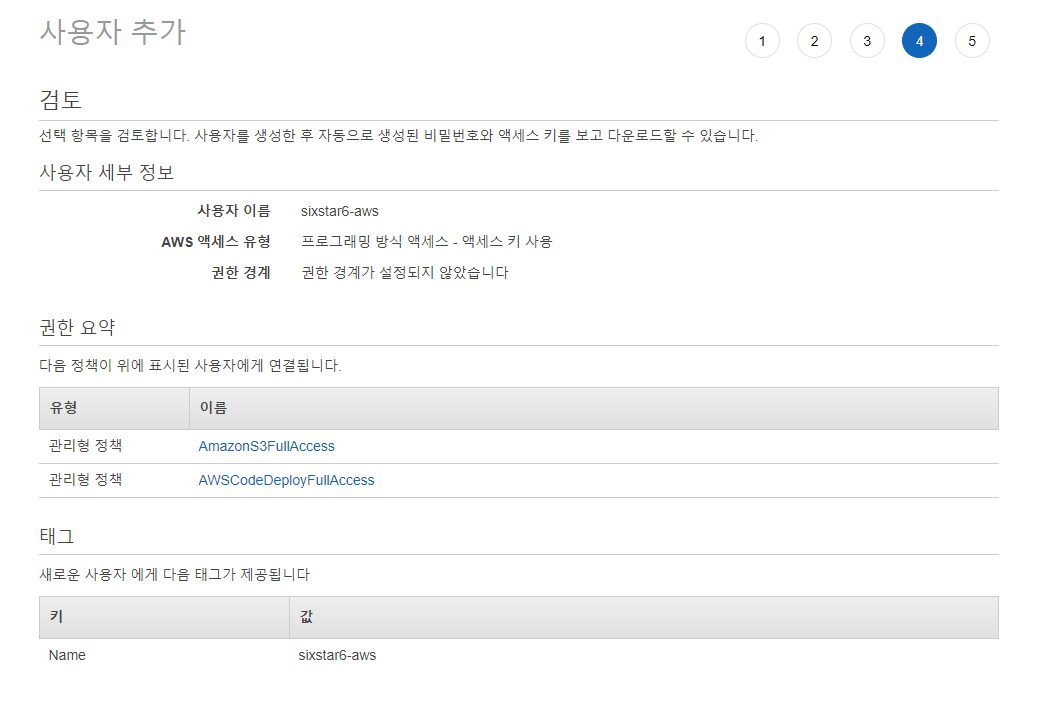 사용자 추가
1 2 3 4 5
검토
선택 항목을 검토합니다. 사용자를 생성한 후 자동으로 생성된 비밀번호와 액세스 키를 보고 다운로드할 수 있습니다.
사용자 세부 정보
사용자 이름 sixstar6-aws
AWS 액세스 유형 프로그래밍 방식 액세스 - 액세스 키 사용
권한 경계 권한 경계가 설정되지 않았습니다
권한 요약
다음 정책이 위에 표시된 사용자에게 연결됩니다.
유형 이름
관리형 정책 AmazonS3FullAccess
관리형 정책 AWSCodeDeployFullAccess
태그
새로운 사용자 에게 다음 태그가 제공됩니다
키 값
Name sixstar6-aws